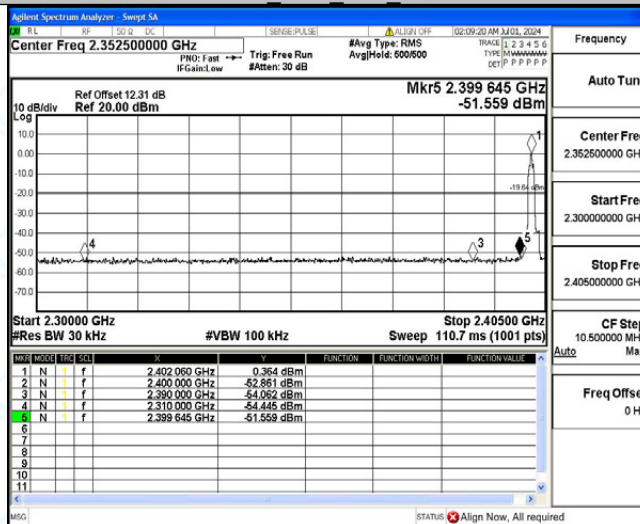 Agilent Spectrum Analyzer - Swept SA
RL RF 50 Ω DC SENSE:PULSE ALIGN OFF 02:09:20 AM Jul 01, 2024
Center Freq 2.352500000 GHz
PNO: Fast
IFGain:Low
Trig: Free Run
#Atten: 30 dB
#Avg Type: RMS
Avg|Hold: 500/500
TRACE 1 2 3 4 5 6
TYPE M
DET P P P P P P
Mkr5 2.399 645 GHz
-51.559 dBm
Ref Offset 12.31 dB
10 dB/div Ref 20.00 dBm
Log
10.0
0.00
-10.0
-20.0
-30.0
-40.0
-50.0
-60.0
-70.0
1
-19.64 dBm
4
3
5
Start 2.30000 GHz Stop 2.40500 GHz
#Res BW 30 kHz #VBW 100 kHz Sweep 110.7 ms (1001 pts)
MKR MODE TRC SCL X Y FUNCTION FUNCTION WIDTH FUNCTION VALUE
1 N 1 f 2.402 060 GHz 0.364 dBm
2 N 1 f 2.400 000 GHz -52.861 dBm
3 N 1 f 2.390 000 GHz -54.062 dBm
4 N 1 f 2.310 000 GHz -54.445 dBm
5 N 1 f 2.399 645 GHz -51.559 dBm
6
7
8
9
10
11
MSG STATUS Align Now, All required
Frequency
Auto Tun
Center Fre
2.352500000 GH
Start Fre
2.300000000 GH
Stop Fre
2.405000000 GH
CF Step
10.500000 MH
Auto Ma
Freq Offse
0 H